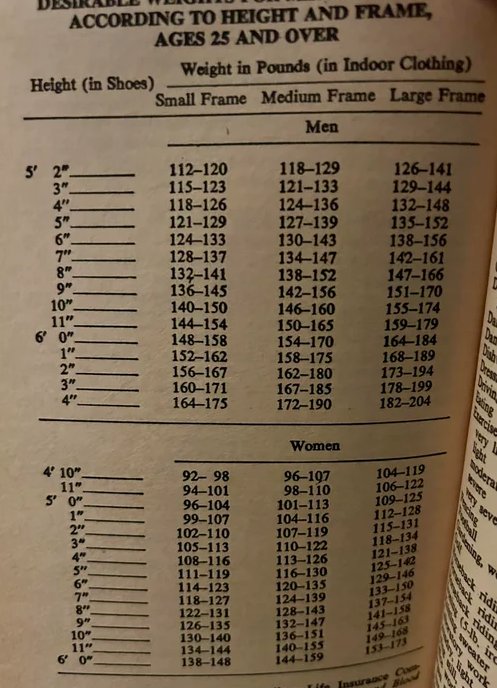 DESIRABLE WEIGHTS FOR
ACCORDING TO HEIGHT AND FRAME,
AGES 25 AND OVER
Height (in Shoes) Weight in Pounds (in Indoor Clothing)
Small Frame Medium Frame Large Frame
Men
5' 2" 112–120 118–129 126–141
3" 115–123 121–133 129–144
4" 118–126 124–136 132–148
5" 121–129 127–139 135–152
6" 124–133 130–143 138–156
7" 128–137 134–147 142–161
8" 132–141 138–152 147–166
9" 136–145 142–156 151–170
10" 140–150 146–160 155–174
11" 144–154 150–165 159–179
6' 0" 148–158 154–170 164–184
1" 152–162 158–175 168–189
2" 156–167 162–180 173–194
3" 160–171 167–185 178–199
4" 164–175 172–190 182–204
Women
4' 10" 92– 98 96–107 104–119
11" 94–101 98–110 106–122
5' 0" 96–104 101–113 109–125
1" 99–107 104–116 112–128
2" 102–110 107–119 115–131
3" 105–113 110–122 118–134
4" 108–116 113–126 121–138
5" 111–119 116–130 125–142
6" 114–123 120–135 129–146
7" 118–127 124–139 133–150
8" 122–131 128–143 137–154
9" 126–135 132–147 141–158
10" 130–140 136–151 145–163
11" 134–144 140–155 149–168
6' 0" 138–148 144–159 153–173
Life Insurance Com-
Blood